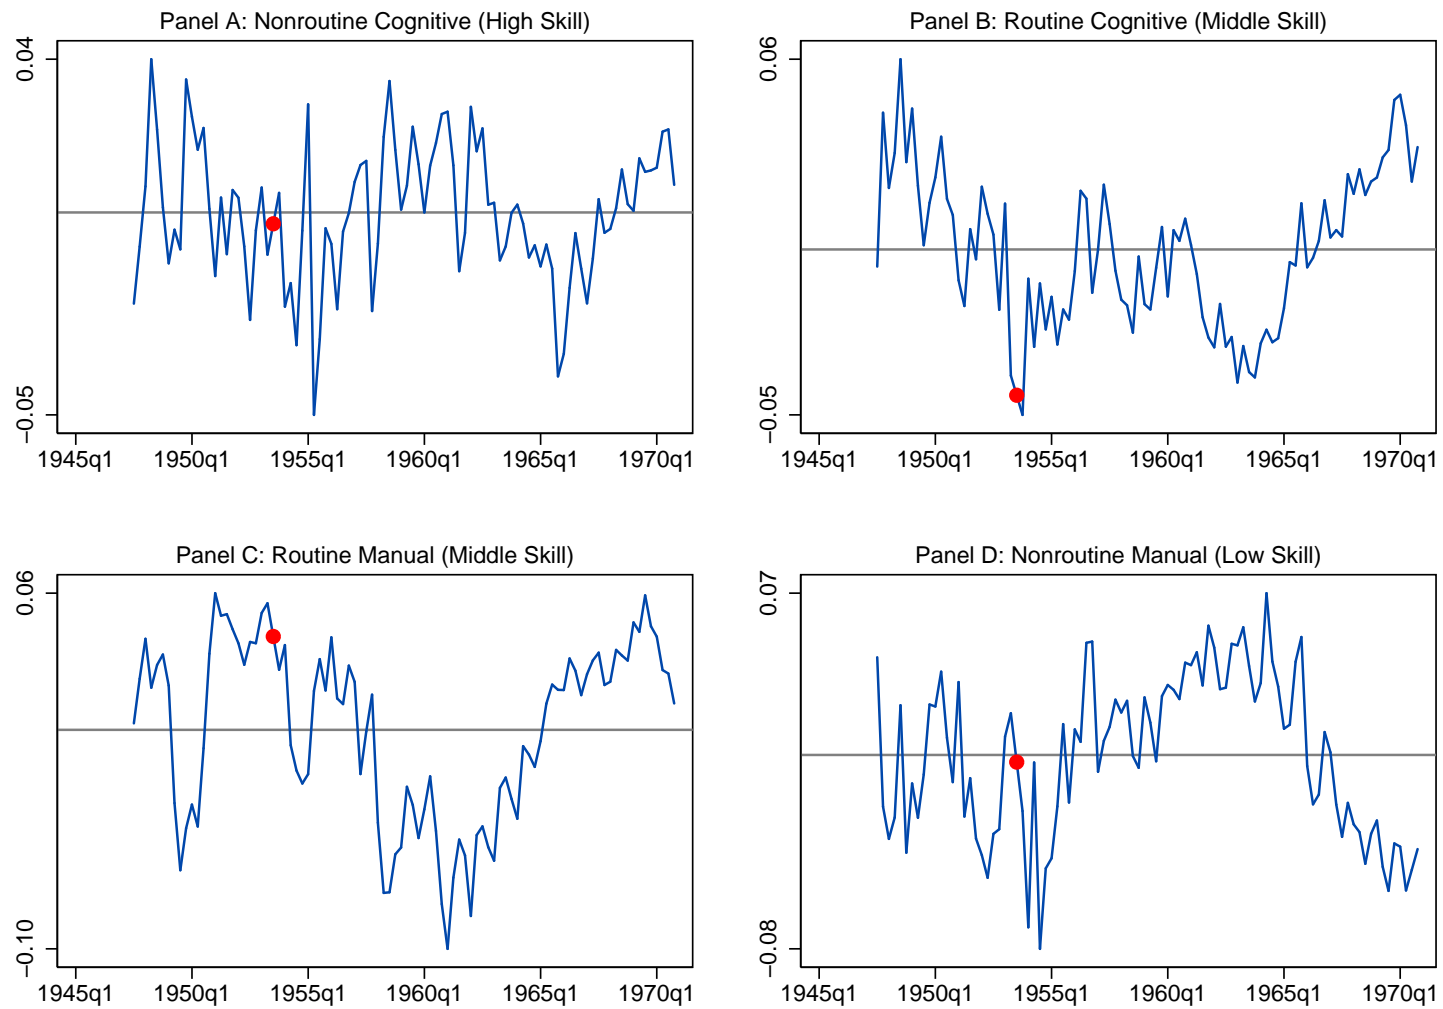 Panel A: Nonroutine Cognitive (High Skill)
0.04
−0.05
1945q1 1950q1 1955q1 1960q1 1965q1 1970q1
Panel B: Routine Cognitive (Middle Skill)
0.06
−0.05
1945q1 1950q1 1955q1 1960q1 1965q1 1970q1
Panel C: Routine Manual (Middle Skill)
0.06
−0.10
1945q1 1950q1 1955q1 1960q1 1965q1 1970q1
Panel D: Nonroutine Manual (Low Skill)
0.07
−0.08
1945q1 1950q1 1955q1 1960q1 1965q1 1970q1